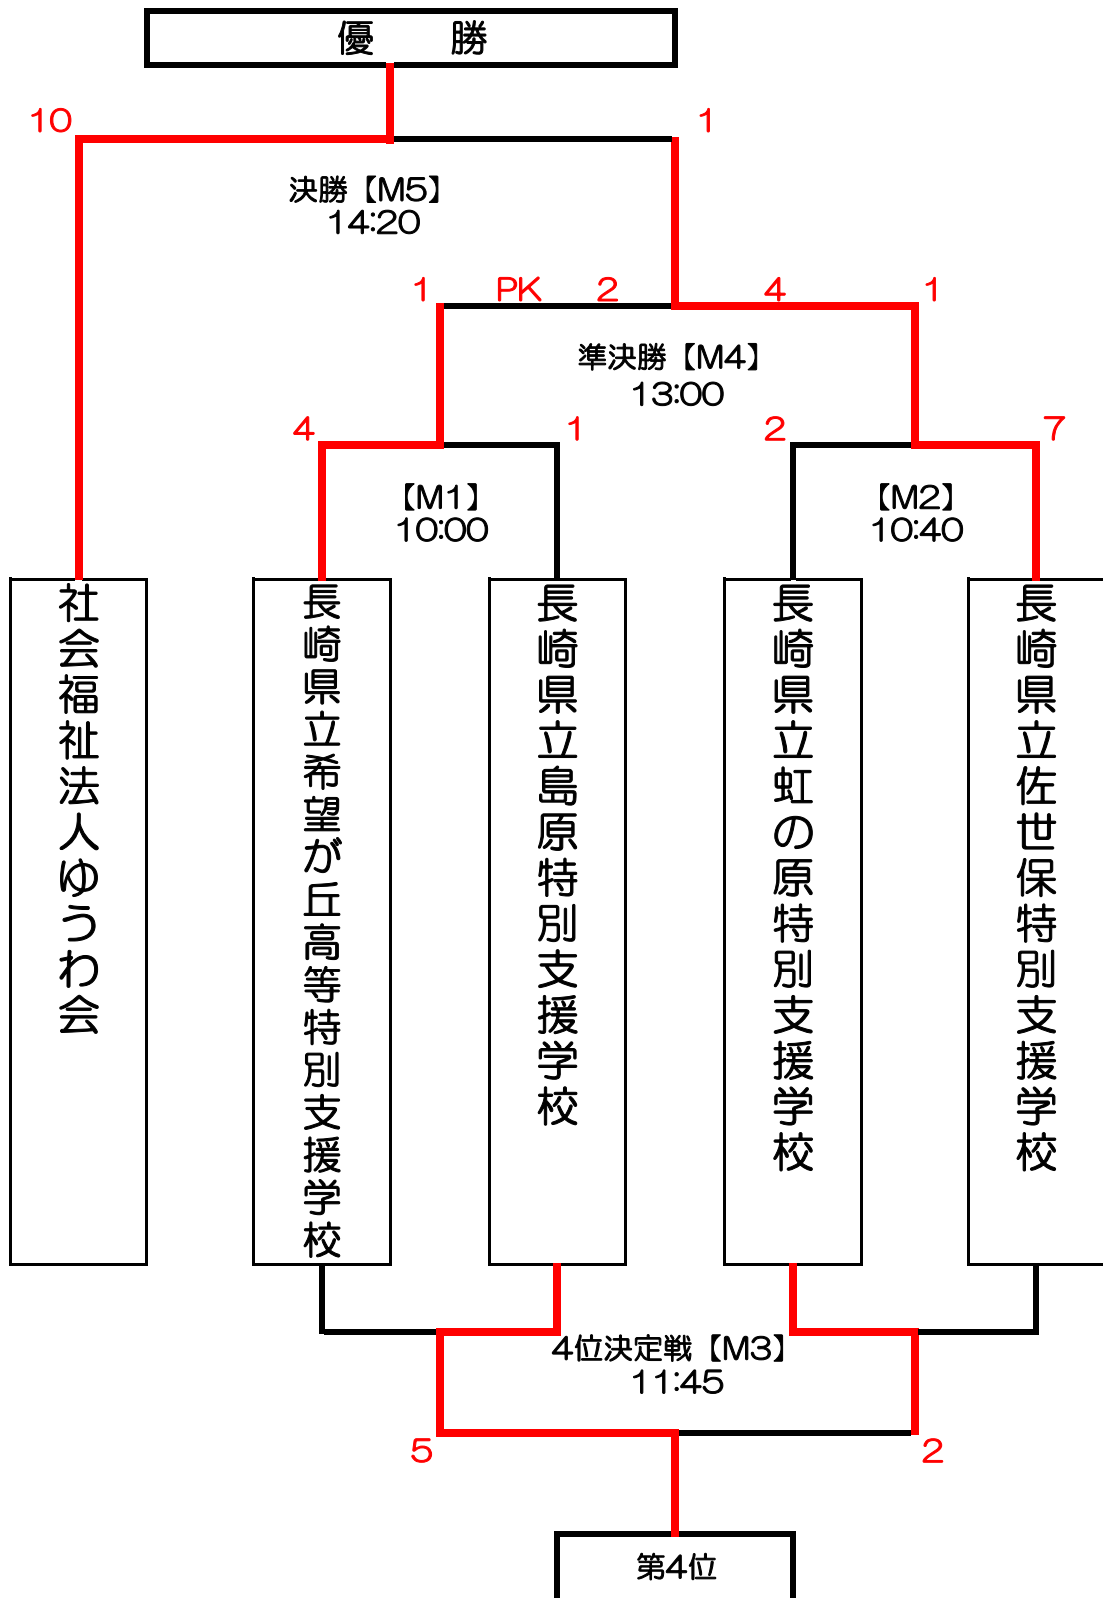 優　勝
10
1
決勝【M5】
14:20
1　PK　2　4　1
準決勝【M4】
13:00
4
1
2
7
【M1】
10:00
【M2】
10:40
社会福祉法人ゆうわ会
長崎県立希望が丘高等特別支援学校
長崎県立島原特別支援学校
長崎県立虹の原特別支援学校
長崎県立佐世保特別支援学校
4位決定戦【M3】
11:45
5
2
第4位